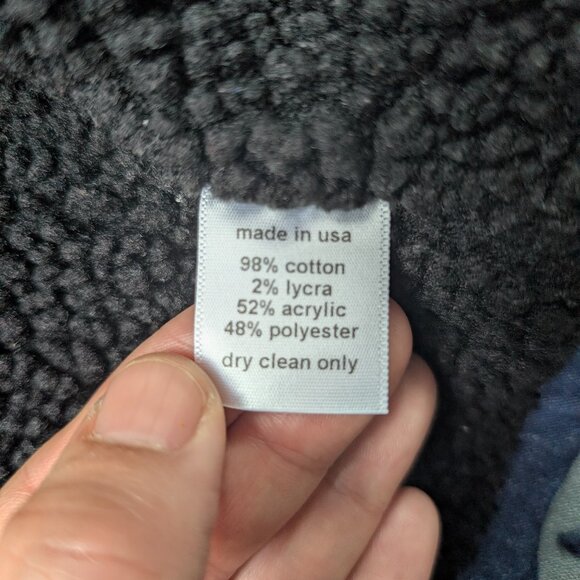 made in usa
98% cotton
2% lycra
52% acrylic
48% polyester
dry clean only